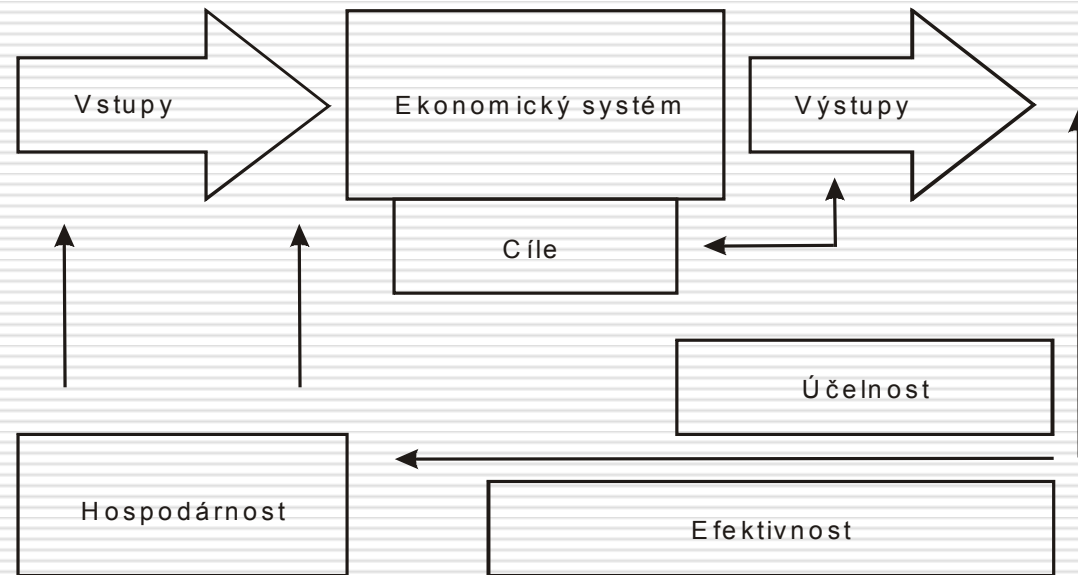 Vstupy
Ekonomický systém
Výstupy
Cíle
Účelnost
Hospodárnost
Efektivnost